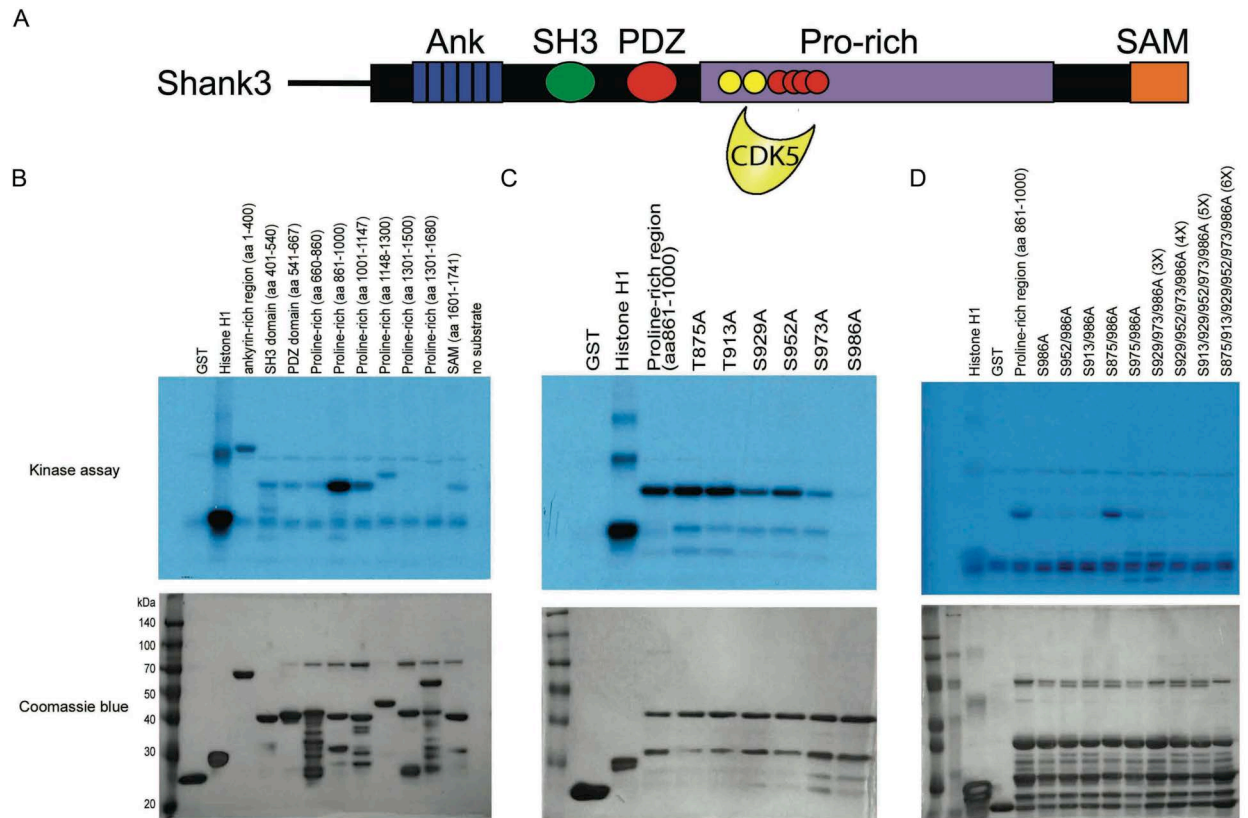 A
Ank
SH3
PDZ
Pro-rich
SAM
Shank3
CDK5
B
GST
Histone H1
ankyrin-rich region (aa 1-400)
SH3 domain (aa 401-540)
PDZ domain (aa 541-667)
Proline-rich (aa 660-860)
Proline-rich (aa 861-1000)
Proline-rich (aa 1001-1147)
Proline-rich (aa 1148-1300)
Proline-rich (aa 1301-1500)
Proline-rich (aa 1301-1680)
SAM (aa 1601-1741)
no substrate
C
GST
Histone H1
Proline-rich region
(aa861-1000)
T875A
T913A
S929A
S952A
S973A
S986A
D
Histone H1
GST
Proline-rich region (aa 861-1000)
S986A
S952/986A
S913/986A
S875/986A
S975/986A
S929/973/986A (3X)
S929/952/973/986A (4X)
S913/929/952/973/986A (5X)
S875/913/929/952/973/986A (6X)
Kinase assay
kDa
140
100
70
50
40
30
20
Coomassie blue